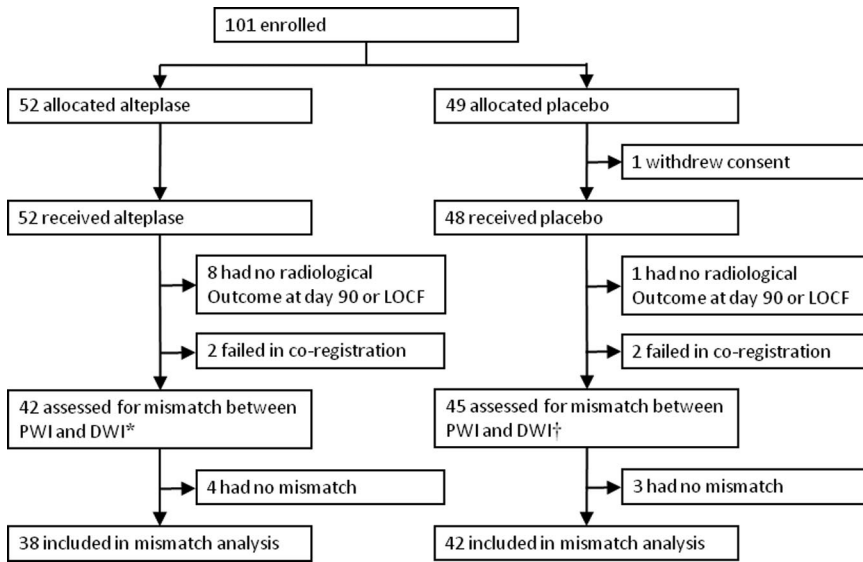 101 enrolled
52 allocated alteplase
49 allocated placebo
1 withdrew consent
52 received alteplase
48 received placebo
8 had no radiological
Outcome at day 90 or LOCF
1 had no radiological
Outcome at day 90 or LOCF
2 failed in co-registration
2 failed in co-registration
42 assessed for mismatch between
PWI and DWI*
45 assessed for mismatch between
PWI and DWI†
4 had no mismatch
3 had no mismatch
38 included in mismatch analysis
42 included in mismatch analysis